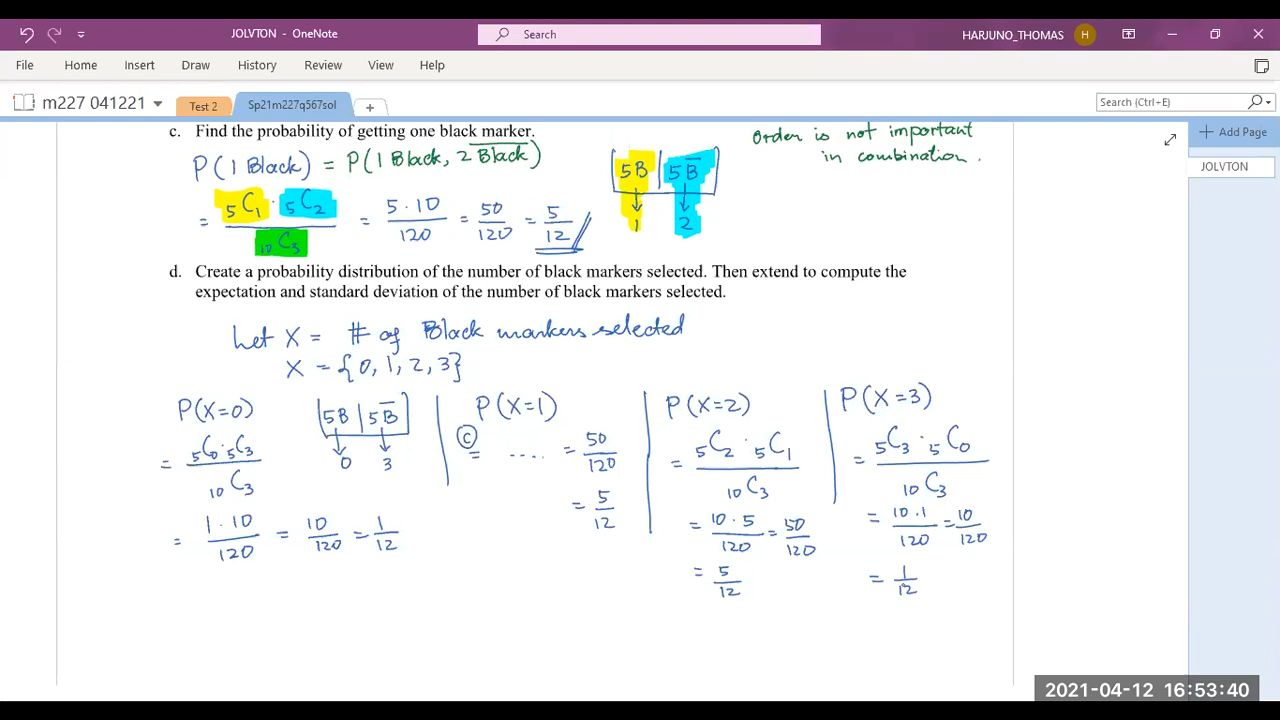 JOLVTON - OneNote
Search
HARJUNO_THOMAS H
File Home Insert Draw History Review View Help
m227 041221 Test 2 Sp21m227q567sol +
Search (Ctrl+E)
Add Page
JOLVTON
c. Find the probability of getting one black marker.
order is not important
in combination.
P(1 Black) = P(1 Black, 2 \overline{Black})
5B | 5\overline{B}
1 2
= (₅C₁ · ₅C₂)/₁₀C₃ = (5·10)/120 = 50/120 = 5/12
d. Create a probability distribution of the number of black markers selected. Then extend to compute the
expectation and standard deviation of the number of black markers selected.
Let X = # of Black markers selected
X = {0, 1, 2, 3}
P(X=0) 5B | 5\overline{B}
0 3
= (₅C₀ · ₅C₃)/₁₀C₃
= (1·10)/120 = 10/120 = 1/12
P(X=1)
(c) = ..... = 50/120
= 5/12
P(X=2)
= (₅C₂ · ₅C₁)/₁₀C₃
= (10·5)/120 = 50/120
= 5/12
P(X=3)
= (₅C₃ · ₅C₀)/₁₀C₃
= (10·1)/120 = 10/120
= 1/12
2021-04-12 16:53:40